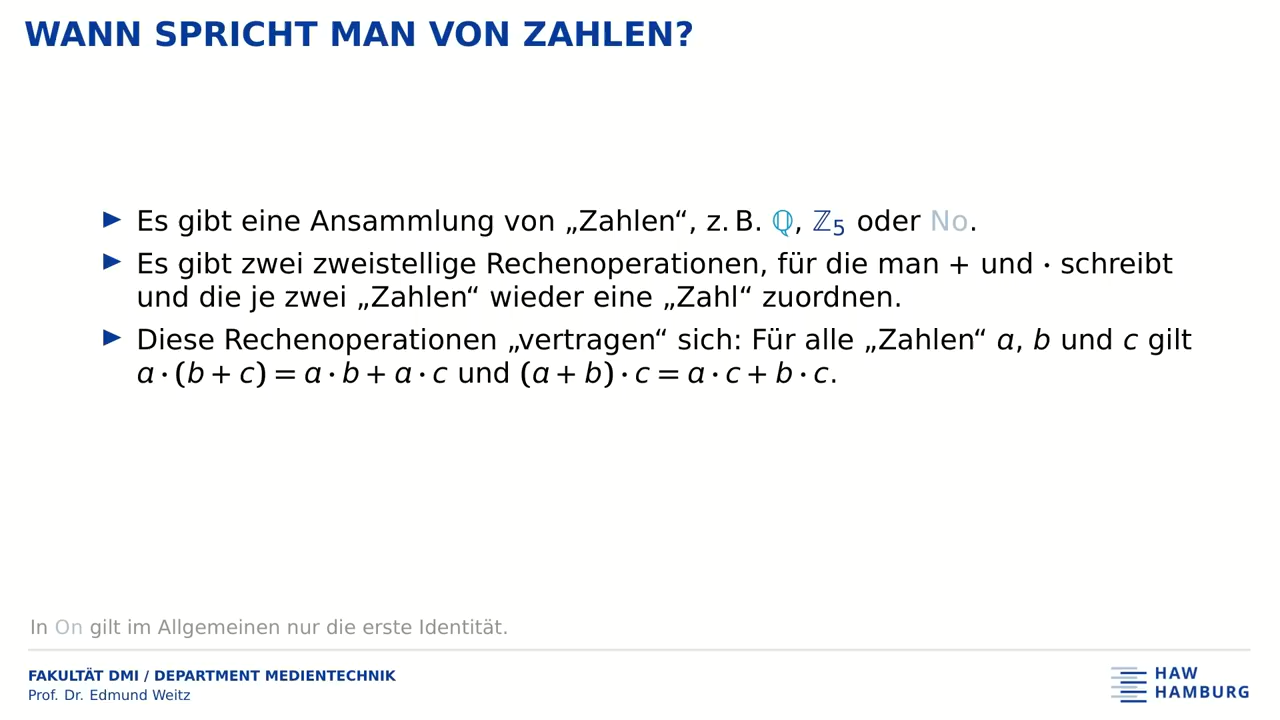 WANN SPRICHT MAN VON ZAHLEN?
► Es gibt eine Ansammlung von „Zahlen“, z. B. ℚ, ℤ₅ oder No.
► Es gibt zwei zweistellige Rechenoperationen, für die man + und · schreibt
und die je zwei „Zahlen“ wieder eine „Zahl“ zuordnen.
► Diese Rechenoperationen „vertragen“ sich: Für alle „Zahlen“ a, b und c gilt
a · (b + c) = a · b + a · c und (a + b) · c = a · c + b · c.
In On gilt im Allgemeinen nur die erste Identität.
FAKULTÄT DMI / DEPARTMENT MEDIENTECHNIK
Prof. Dr. Edmund Weitz
HAW
HAMBURG